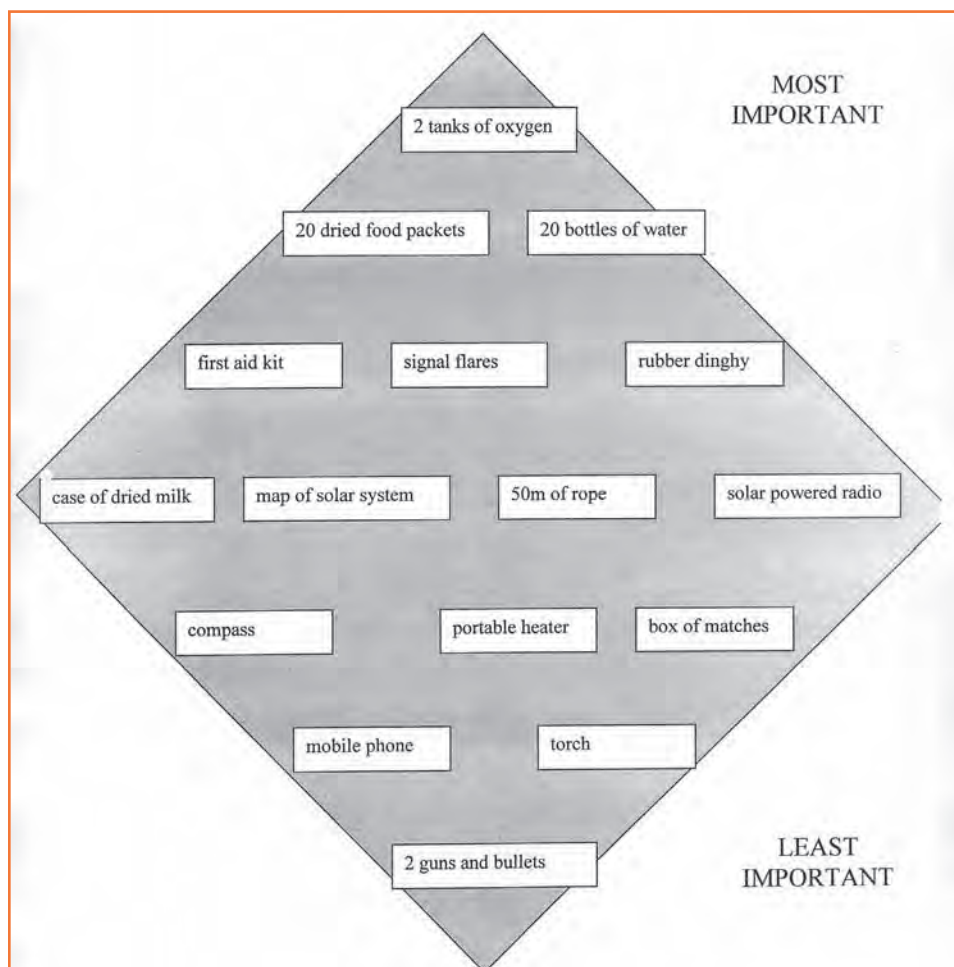 MOST
IMPORTANT
2 tanks of oxygen
20 dried food packets
20 bottles of water
first aid kit
signal flares
rubber dinghy
case of dried milk
map of solar system
50m of rope
solar powered radio
compass
portable heater
box of matches
mobile phone
torch
2 guns and bullets
LEAST
IMPORTANT